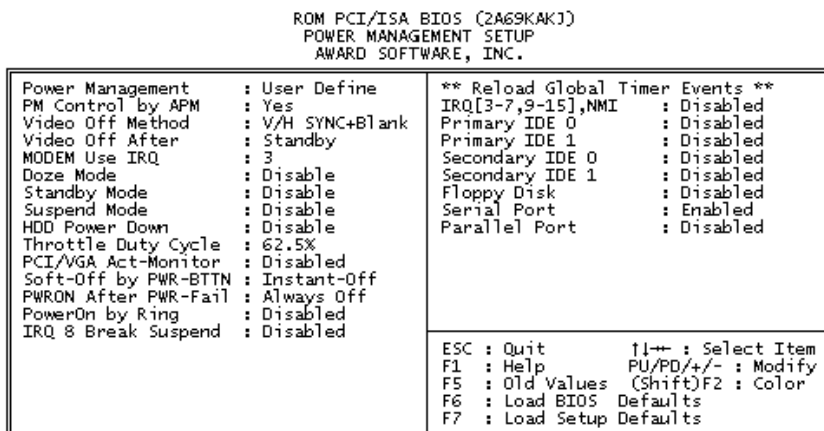 ROM PCI/ISA BIOS (2A69KAKJ)
POWER MANAGEMENT SETUP
AWARD SOFTWARE, INC.
Power Management : User Define
PM Control by APM : Yes
Video Off Method : V/H SYNC+Blank
Video Off After : Standby
MODEM Use IRQ : 3
Doze Mode : Disable
Standby Mode : Disable
Suspend Mode : Disable
HDD Power Down : Disable
Throttle Duty Cycle : 62.5%
PCI/VGA Act-Monitor : Disabled
Soft-Off by PWR-BTTN : Instant-Off
PWRON After PWR-Fail : Always Off
PowerOn by Ring : Disabled
IRQ 8 Break Suspend : Disabled
** Reload Global Timer Events **
IRQ[3-7,9-15],NMI : Disabled
Primary IDE 0 : Disabled
Primary IDE 1 : Disabled
Secondary IDE 0 : Disabled
Secondary IDE 1 : Disabled
Floppy Disk : Disabled
Serial Port : Enabled
Parallel Port : Disabled
ESC : Quit ↑↓→← : Select Item
F1 : Help PU/PD/+/- : Modify
F5 : Old Values (Shift)F2 : Color
F6 : Load BIOS Defaults
F7 : Load Setup Defaults